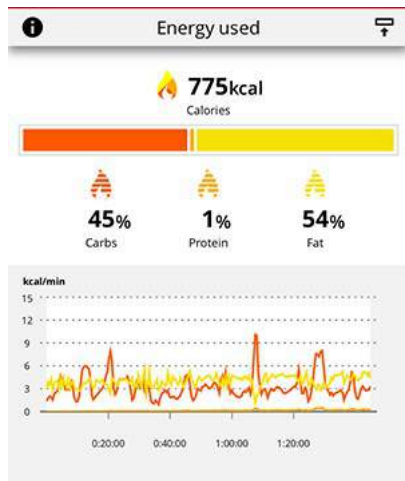 Energy used
775kcal
Calories
45% 1% 54%
Carbs Protein Fat
kcal/min
15
12
9
6
3
0
0:20:00 0:40:00 1:00:00 1:20:00